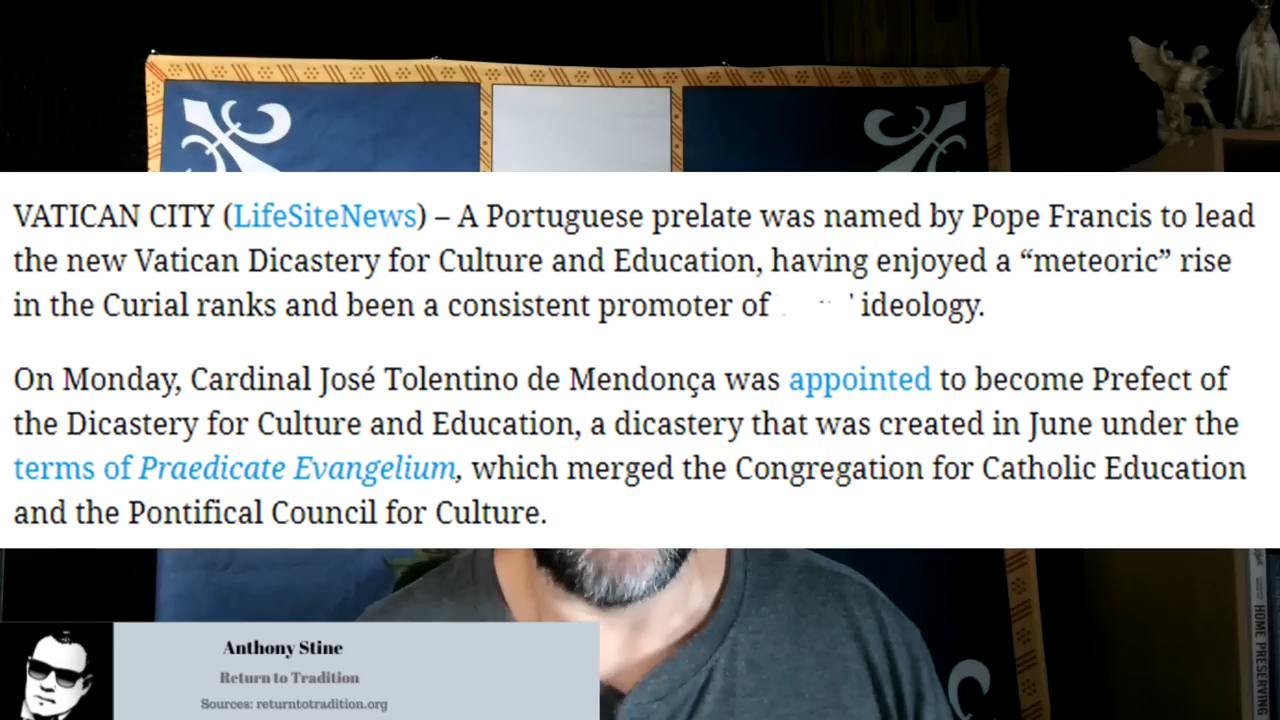 VATICAN CITY (LifeSiteNews) – A Portuguese prelate was named by Pope Francis to lead
the new Vatican Dicastery for Culture and Education, having enjoyed a “meteoric” rise
in the Curial ranks and been a consistent promoter of ideology.
On Monday, Cardinal José Tolentino de Mendonça was appointed to become Prefect of
the Dicastery for Culture and Education, a dicastery that was created in June under the
terms of Praedicate Evangelium, which merged the Congregation for Catholic Education
and the Pontifical Council for Culture.
Anthony Stine
Return to Tradition
Sources: returntotradition.org
HOME PRESERVING